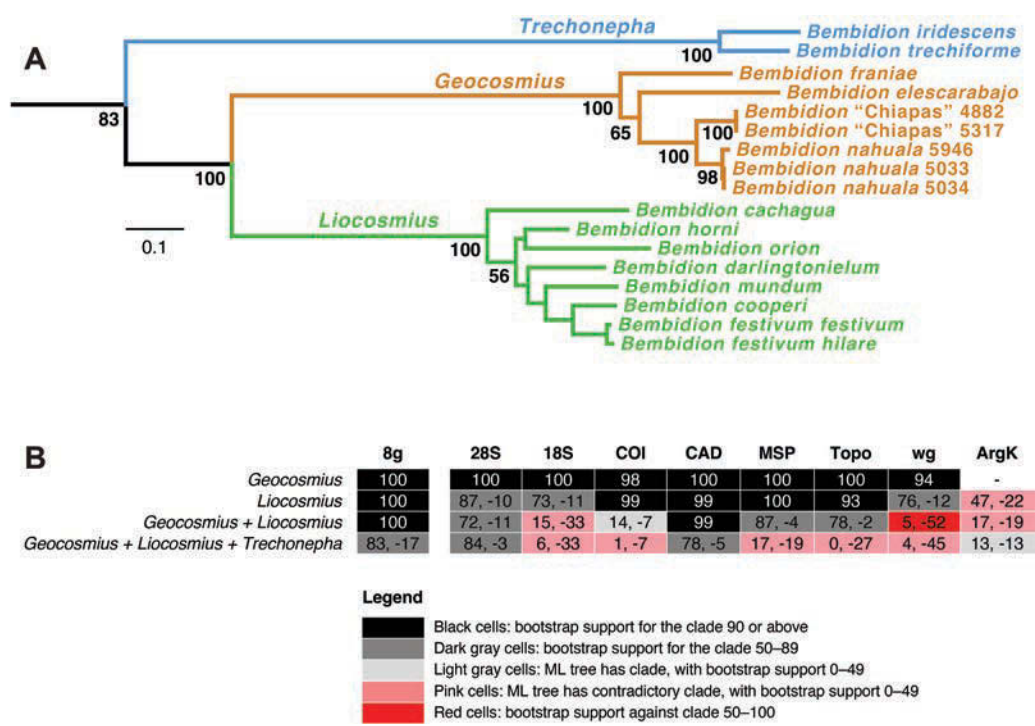 A
Trechonepha
Bembidion iridescens
Bembidion trechiforme
100
Geocosmius
Bembidion franiae
100
Bembidion elescarabajo
83
65
Bembidion “Chiapas” 4882
100
Bembidion “Chiapas” 5317
100
Bembidion nahuala 5946
100
98
Bembidion nahuala 5033
Bembidion nahuala 5034
Liocosmius
Bembidion cachagua
100
Bembidion horni
0.1
Bembidion orion
56
Bembidion darlingtonielum
Bembidion mundum
Bembidion cooperi
Bembidion festivum festivum
Bembidion festivum hilare
B
8g 28S 18S COI CAD MSP Topo wg ArgK
Geocosmius 100 100 100 98 100 100 100 94 -
Liocosmius 100 87, -10 73, -11 99 99 100 93 76, -12 47, -22
Geocosmius + Liocosmius 100 72, -11 15, -33 14, -7 99 87, -4 78, -2 5, -52 17, -19
Geocosmius + Liocosmius + Trechonepha 83, -17 84, -3 6, -33 1, -7 78, -5 17, -19 0, -27 4, -45 13, -13
Legend
Black cells: bootstrap support for the clade 90 or above
Dark gray cells: bootstrap support for the clade 50–89
Light gray cells: ML tree has clade, with bootstrap support 0–49
Pink cells: ML tree has contradictory clade, with bootstrap support 0–49
Red cells: bootstrap support against clade 50–100